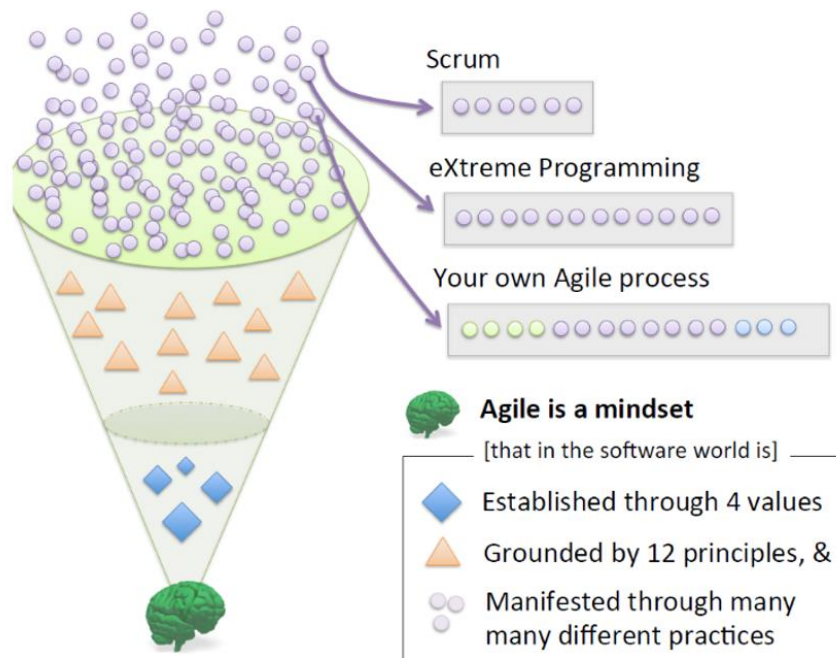 Scrum
eXtreme Programming
Your own Agile process
Agile is a mindset
[that in the software world is]
Established through 4 values
Grounded by 12 principles, &
Manifested through many
many different practices